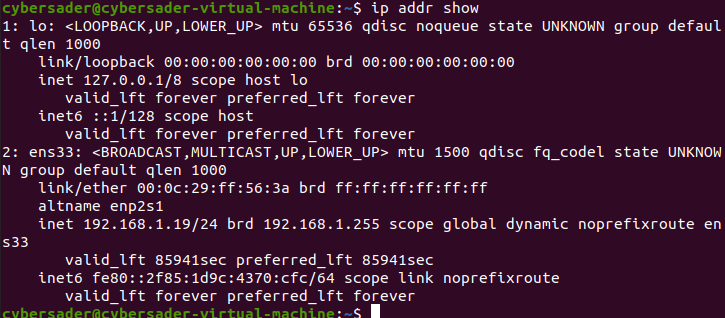 cybersader@cybersader-virtual-machine:~$ ip addr show
1: lo: <LOOPBACK,UP,LOWER_UP> mtu 65536 qdisc noqueue state UNKNOWN group defaul
t qlen 1000
    link/loopback 00:00:00:00:00:00 brd 00:00:00:00:00:00
    inet 127.0.0.1/8 scope host lo
       valid_lft forever preferred_lft forever
    inet6 ::1/128 scope host
       valid_lft forever preferred_lft forever
2: ens33: <BROADCAST,MULTICAST,UP,LOWER_UP> mtu 1500 qdisc fq_codel state UNKNOW
N group default qlen 1000
    link/ether 00:0c:29:ff:56:3a brd ff:ff:ff:ff:ff:ff
    altname enp2s1
    inet 192.168.1.19/24 brd 192.168.1.255 scope global dynamic noprefixroute en
s33
       valid_lft 85941sec preferred_lft 85941sec
    inet6 fe80::2f85:1d9c:4370:cfc/64 scope link noprefixroute
       valid_lft forever preferred_lft forever
cybersader@cybersader-virtual-machine:~$